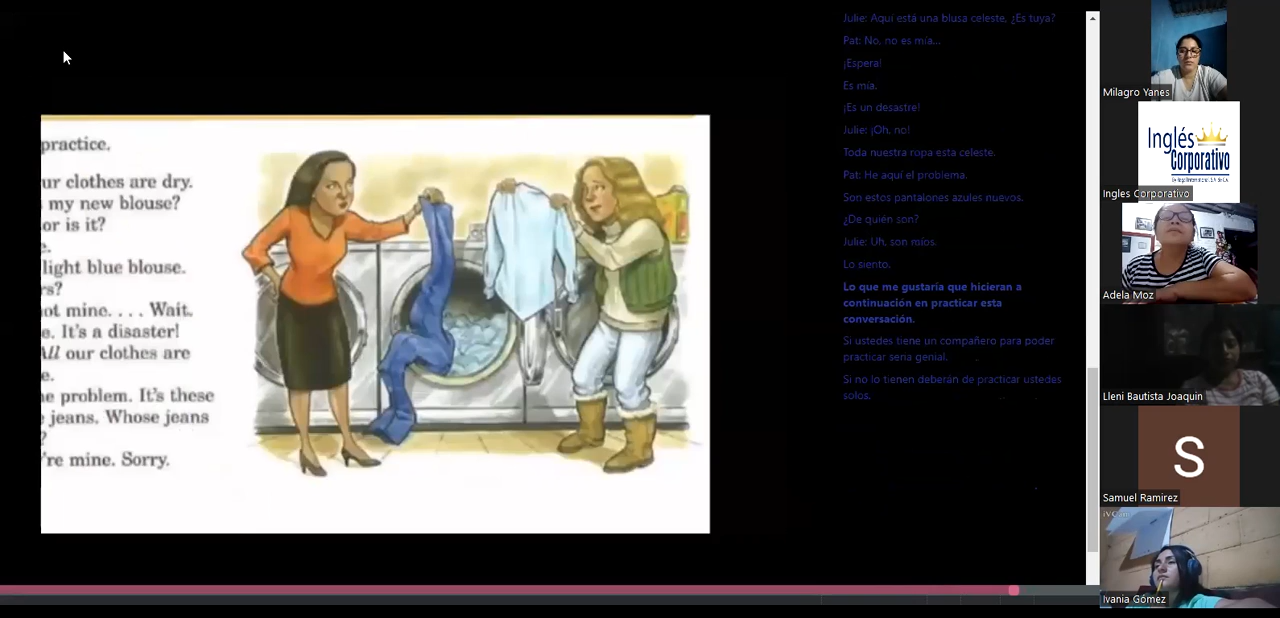 practice.
ur clothes are dry.
my new blouse?
or is it?
e.
light blue blouse.
rs?
ot mine. . . . Wait.
e. It's a disaster!
All our clothes are
e.
e problem. It's these
jeans. Whose jeans
?
're mine. Sorry.
Julie: Aquí está una blusa celeste, ¿Es tuya?
Pat: No, no es mía...
¡Espera!
Es mía.
¡Es un desastre!
Julie: ¡Oh, no!
Toda nuestra ropa esta celeste.
Pat: He aquí el problema.
Son estos pantalones azules nuevos.
¿De quién son?
Julie: Uh, son míos.
Lo siento.
Lo que me gustaría que hicieran a
continuación en practicar esta
conversación.
Si ustedes tiene un compañero para poder
practicar seria genial.
Si no lo tienen deberán de practicar ustedes
solos.
Milagro Yanes
Inglés
Corporativo
Ingles Corporativo
Adela Moz
Lleni Bautista Joaquin
S
Samuel Ramirez
Ivania Gómez